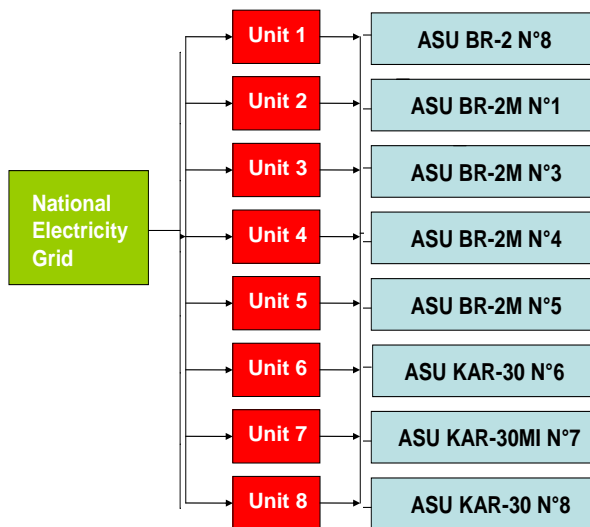 National
Electricity
Grid
Unit 1
Unit 2
Unit 3
Unit 4
Unit 5
Unit 6
Unit 7
Unit 8
ASU BR-2 N°8
ASU BR-2M N°1
ASU BR-2M N°3
ASU BR-2M N°4
ASU BR-2M N°5
ASU KAR-30 N°6
ASU KAR-30MI N°7
ASU KAR-30 N°8